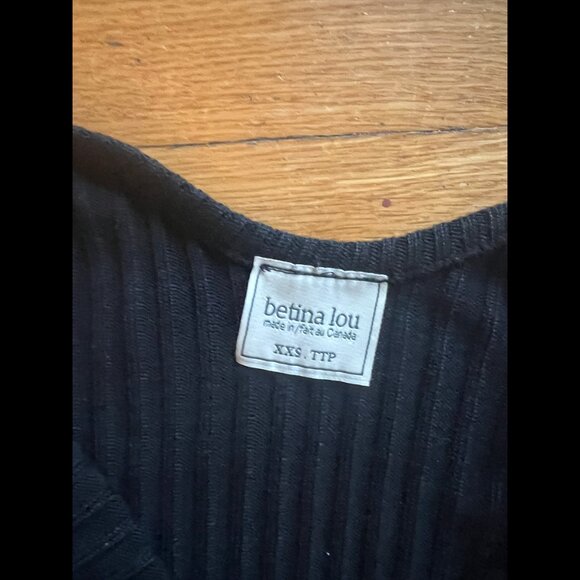 betina lou
made in/fait au Canada
XXS . TTP